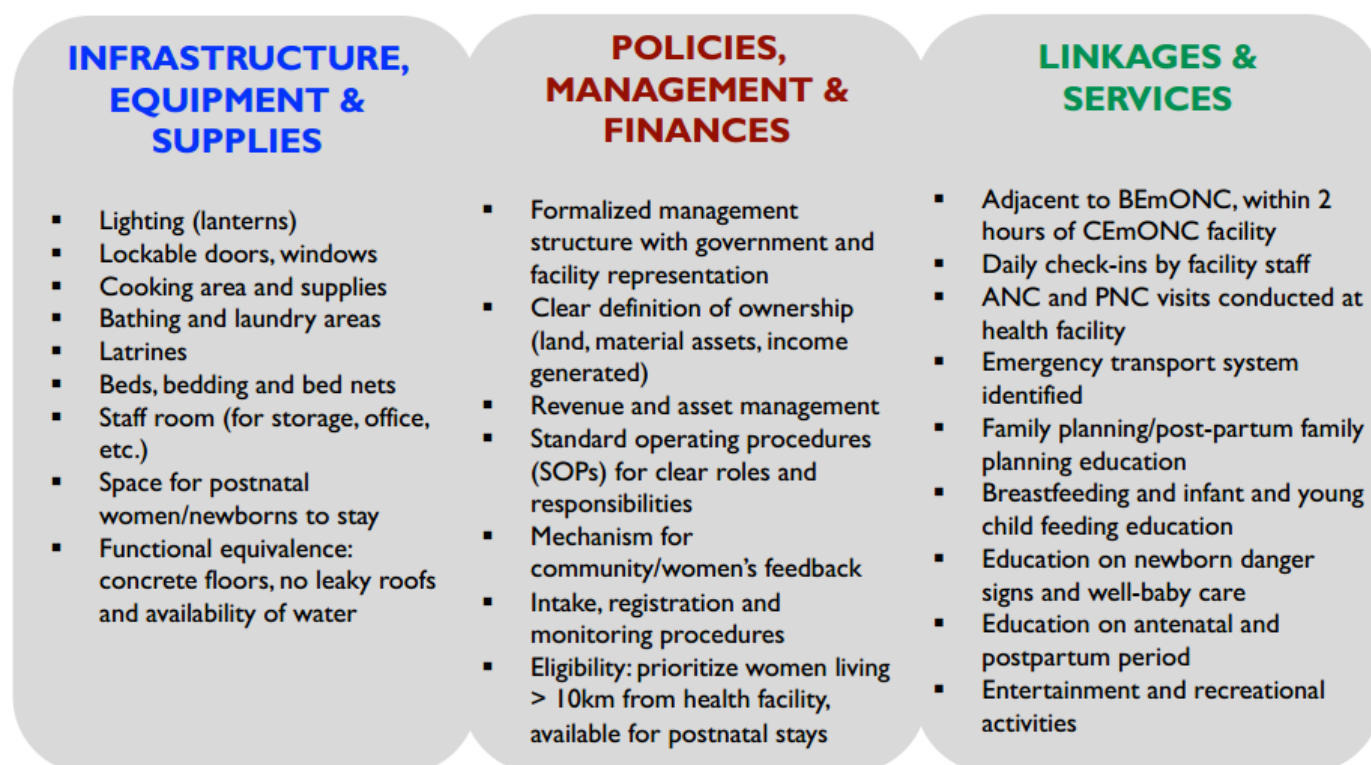 INFRASTRUCTURE,
EQUIPMENT &
SUPPLIES
▪ Lighting (lanterns)
▪ Lockable doors, windows
▪ Cooking area and supplies
▪ Bathing and laundry areas
▪ Latrines
▪ Beds, bedding and bed nets
▪ Staff room (for storage, office,
etc.)
▪ Space for postnatal
women/newborns to stay
▪ Functional equivalence:
concrete floors, no leaky roofs
and availability of water
POLICIES,
MANAGEMENT &
FINANCES
▪ Formalized management
structure with government and
facility representation
▪ Clear definition of ownership
(land, material assets, income
generated)
▪ Revenue and asset management
▪ Standard operating procedures
(SOPs) for clear roles and
responsibilities
▪ Mechanism for
community/women's feedback
▪ Intake, registration and
monitoring procedures
▪ Eligibility: prioritize women living
> 10km from health facility,
available for postnatal stays
LINKAGES &
SERVICES
▪ Adjacent to BEmONC, within 2
hours of CEmONC facility
▪ Daily check-ins by facility staff
▪ ANC and PNC visits conducted at
health facility
▪ Emergency transport system
identified
▪ Family planning/post-partum family
planning education
▪ Breastfeeding and infant and young
child feeding education
▪ Education on newborn danger
signs and well-baby care
▪ Education on antenatal and
postpartum period
▪ Entertainment and recreational
activities